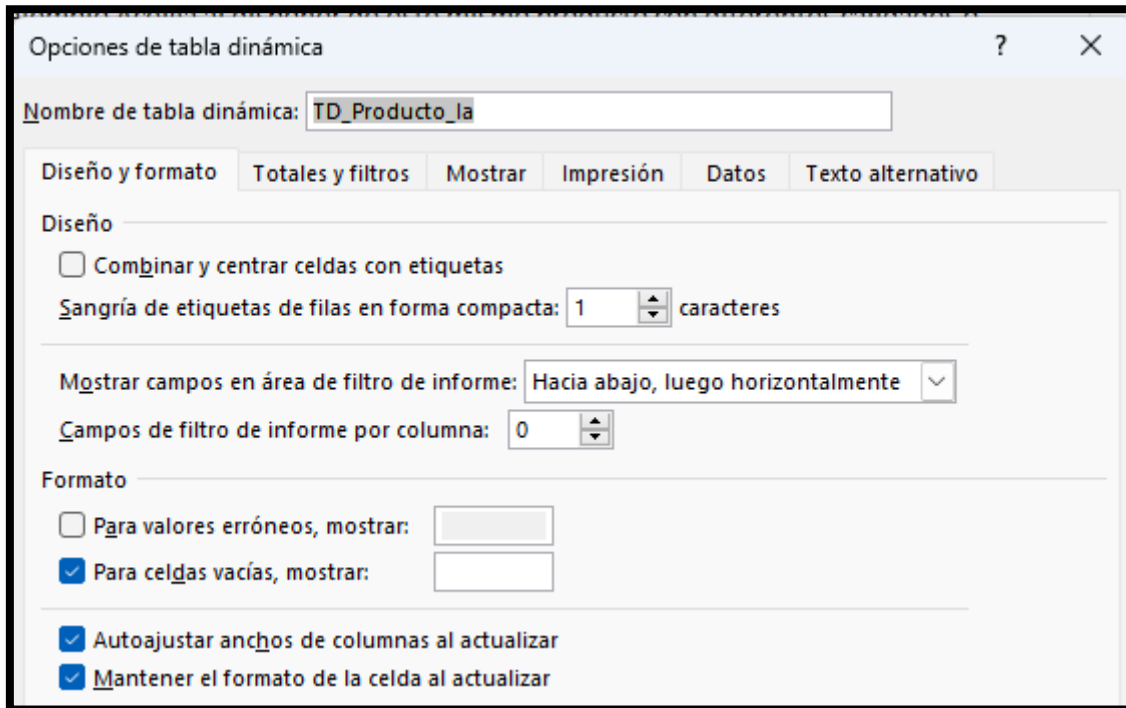 Opciones de tabla dinámica ?
Nombre de tabla dinámica: TD_Producto_la
Diseño y formato Totales y filtros Mostrar Impresión Datos Texto alternativo
Diseño
Combinar y centrar celdas con etiquetas
Sangría de etiquetas de filas en forma compacta: 1 caracteres
Mostrar campos en área de filtro de informe: Hacia abajo, luego horizontalmente
Campos de filtro de informe por columna: 0
Formato
Para valores erróneos, mostrar:
Para celdas vacías, mostrar:
Autoajustar anchos de columnas al actualizar
Mantener el formato de la celda al actualizar